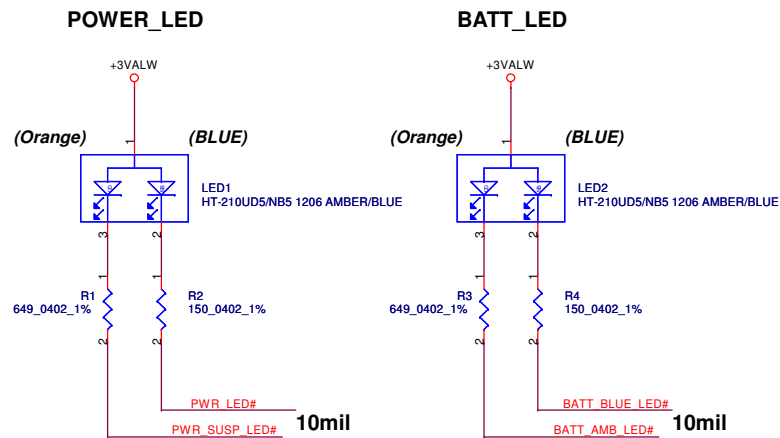 POWER_LED
BATT_LED
+3VALW
+3VALW
(Orange)
1
(BLUE)
(Orange)
1
(BLUE)
LED1
HT-210UD5/NB5 1206 AMBER/BLUE
LED2
HT-210UD5/NB5 1206 AMBER/BLUE
3
2
3
2
1
1
1
1
R1
649_0402_1%
R2
150_0402_1%
R3
649_0402_1%
R4
150_0402_1%
2
2
2
2
PWR_LED#
PWR_SUSP_LED#
10mil
BATT_BLUE_LED#
BATT_AMB_LED#
10mil